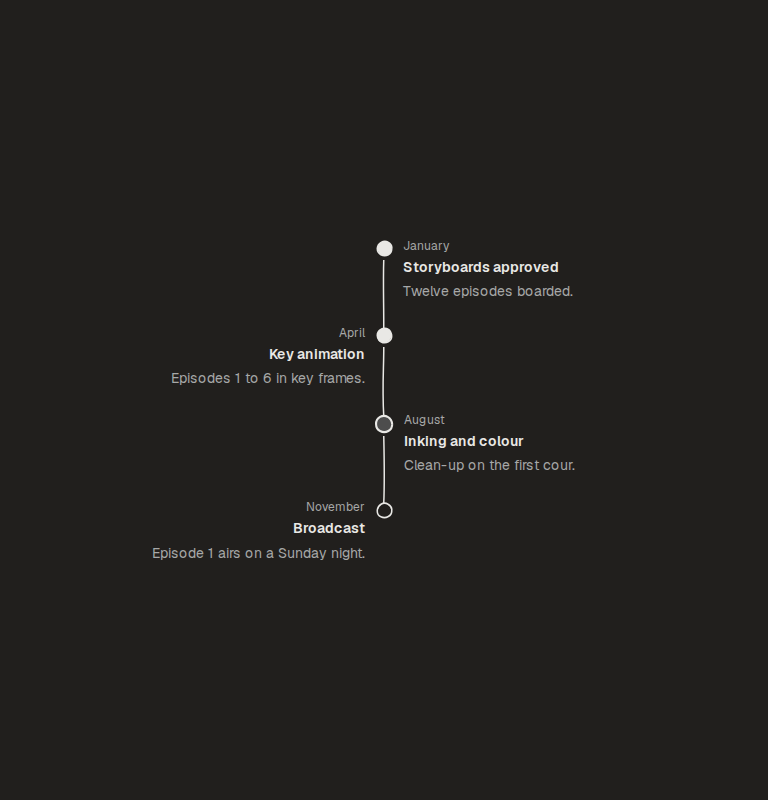 January
Storyboards approved
Twelve episodes boarded.
April
Key animation
Episodes 1 to 6 in key frames.
August
Inking and colour
Clean-up on the first cour.
November
Broadcast
Episode 1 airs on a Sunday night.